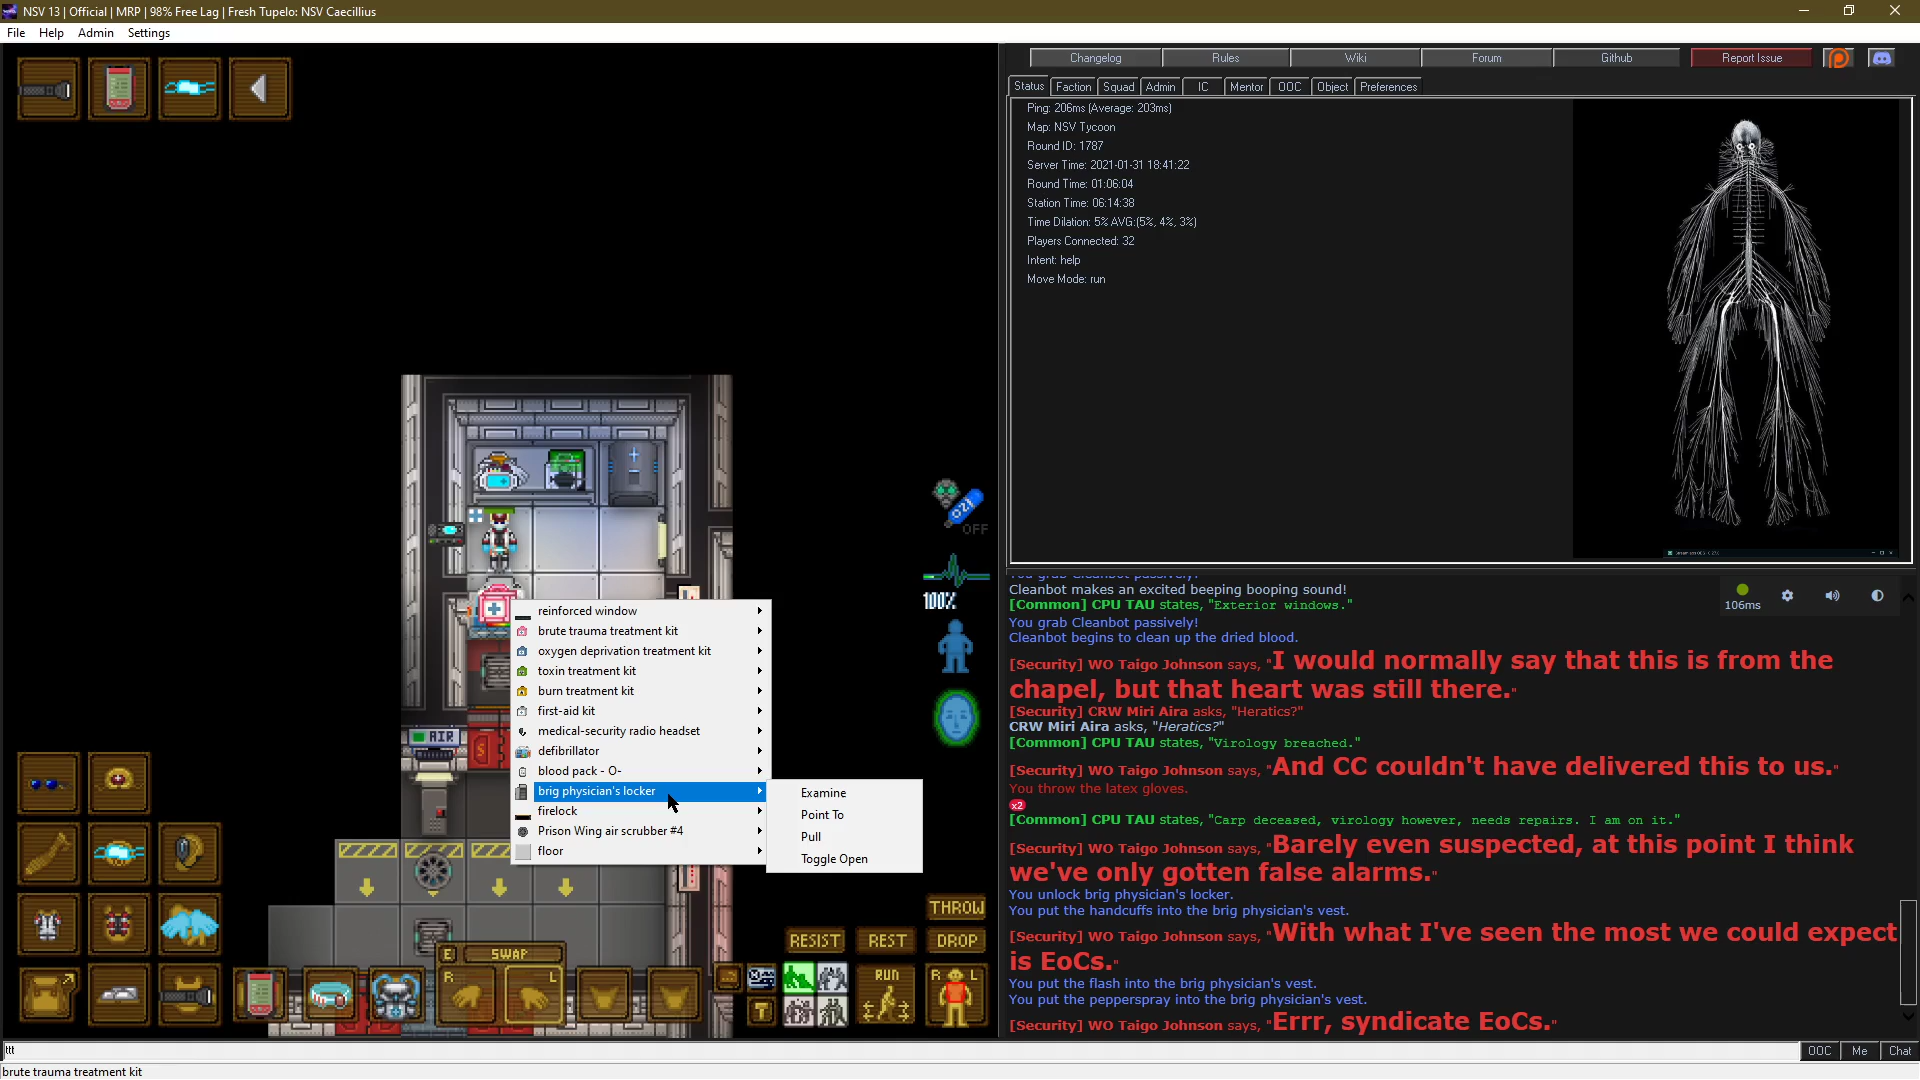 NSV 13 | Official | MRP | 98% Free Lag | Fresh Tupelo: NSV Caecillius
File Help Admin Settings
Changelog Rules Wiki Forum Github Report Issue
Status Faction Squad Admin IC Mentor OOC Object Preferences
Ping: 206ms (Average: 203ms)
Map: NSV Tycoon
Round ID: 1787
Server Time: 2021-01-31 18:41:22
Round Time: 01:06:04
Station Time: 06:14:38
Time Dilation: 5% AVG:(5%, 4%, 3%)
Players Connected: 32
Intent: help
Move Mode: run
O2
OFF
100%
AIR
reinforced window
brute trauma treatment kit
oxygen deprivation treatment kit
toxin treatment kit
burn treatment kit
first-aid kit
medical-security radio headset
defibrillator
blood pack - O-
brig physician's locker
firelock
Prison Wing air scrubber #4
floor
Examine
Point To
Pull
Toggle Open
THROW
RESIST REST DROP
E SWAP
R L
RUN
R L
T
106ms
You grab Cleanbot passively!
Cleanbot makes an excited beeping booping sound!
[Common] CPU TAU states, "Exterior windows."
You grab Cleanbot passively!
Cleanbot begins to clean up the dried blood.
[Security] WO Taigo Johnson says, "I would normally say that this is from the
chapel, but that heart was still there."
[Security] CRW Miri Aira asks, "Heratics?"
CRW Miri Aira asks, "Heratics?"
[Common] CPU TAU states, "Virology breached."
[Security] WO Taigo Johnson says, "And CC couldn't have delivered this to us."
You throw the latex gloves.
x2
[Common] CPU TAU states, "Carp deceased, virology however, needs repairs. I am on it."
[Security] WO Taigo Johnson says, "Barely even suspected, at this point I think
we've only gotten false alarms."
You unlock brig physician's locker.
You put the handcuffs into the brig physician's vest.
[Security] WO Taigo Johnson says, "With what I've seen the most we could expect
is EoCs."
You put the flash into the brig physician's vest.
You put the pepperspray into the brig physician's vest.
[Security] WO Taigo Johnson says, "Errr, syndicate EoCs."
ttt
OOC Me Chat
brute trauma treatment kit